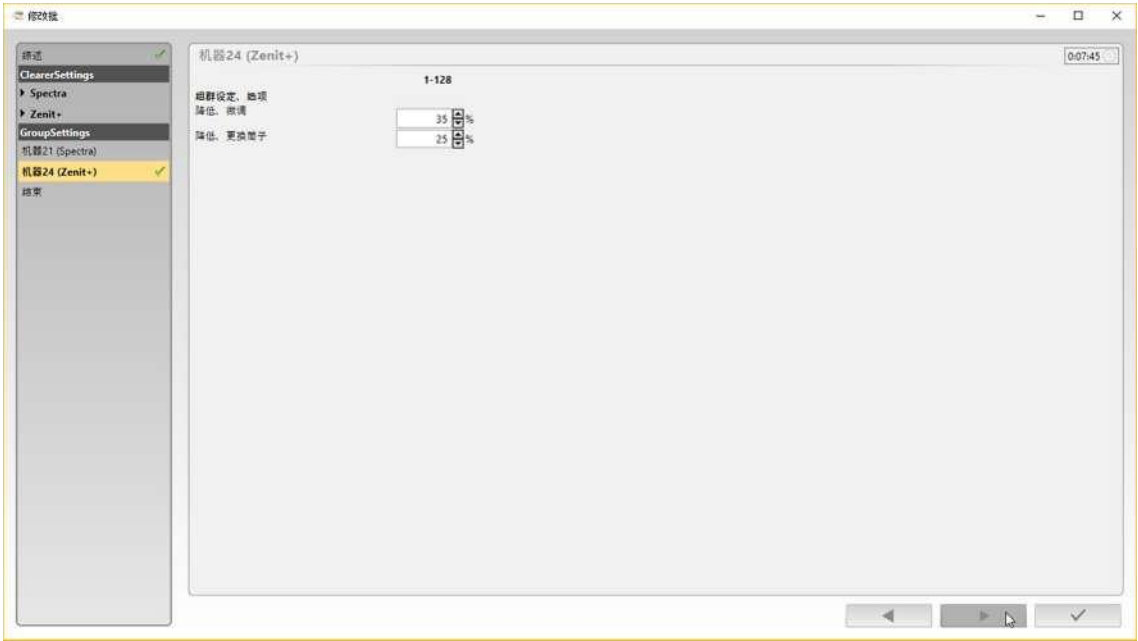 修改批
综述
ClearerSettings
Spectra
Zenit+
GroupSettings
机器21 (Spectra)
机器24 (Zenit+)
结束
机器24 (Zenit+)
0:07:45
1-128
组群设定、选项
降低、微调
35 %
降低、更换筒子
25 %